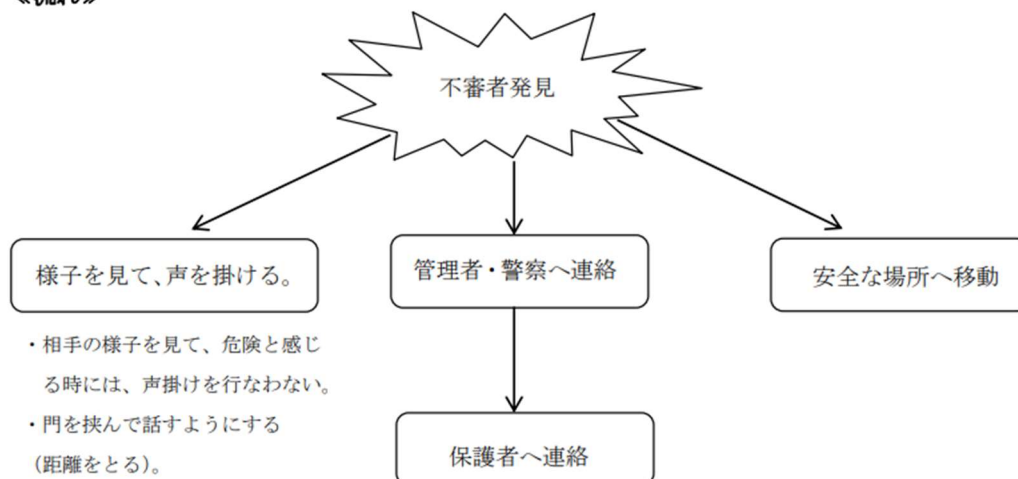 不審者発見
様子を見て、声を掛ける。
管理者・警察へ連絡
安全な場所へ移動
・相手の様子を見て、危険と感じ
る時には、声掛けを行なわない。
・門を挟んで話すようにする
(距離をとる)。
保護者へ連絡